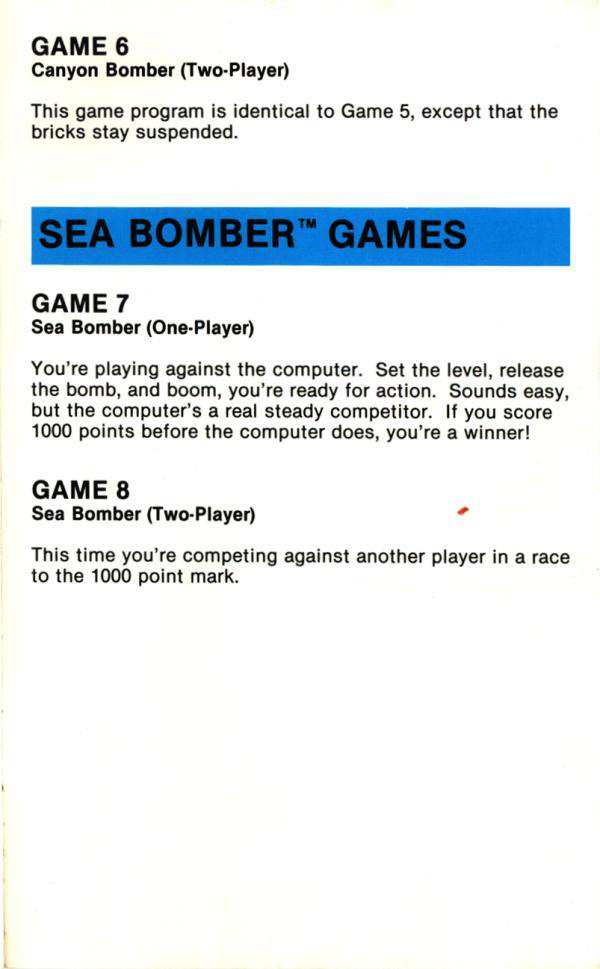 GAME 6
Canyon Bomber (Two-Player)
This game program is identical to Game 5, except that the
bricks stay suspended.
SEA BOMBER™ GAMES
GAME 7
Sea Bomber (One-Player)
You're playing against the computer. Set the level, release
the bomb, and boom, you're ready for action. Sounds easy,
but the computer's a real steady competitor. If you score
1000 points before the computer does, you're a winner!
GAME 8
Sea Bomber (Two-Player)
This time you're competing against another player in a race
to the 1000 point mark.